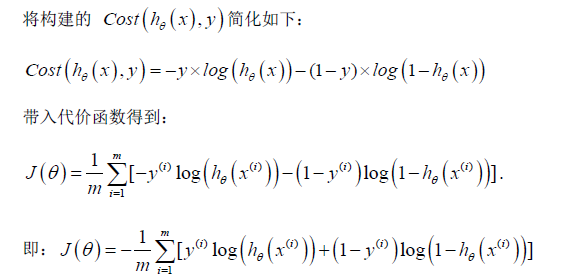 将构建的 Cost(hθ(x),y)简化如下：
Cost(hθ(x),y)=−y×log(hθ(x))−(1−y)×log(1−hθ(x))
带入代价函数得到：
J(θ)=1/m ∑_{i=1}^{m}[−y⁽ⁱ⁾log(hθ(x⁽ⁱ⁾))−(1−y⁽ⁱ⁾)log(1−hθ(x⁽ⁱ⁾))].
即：J(θ)=−1/m ∑_{i=1}^{m}[y⁽ⁱ⁾log(hθ(x⁽ⁱ⁾))+(1−y⁽ⁱ⁾)log(1−hθ(x⁽ⁱ⁾))]